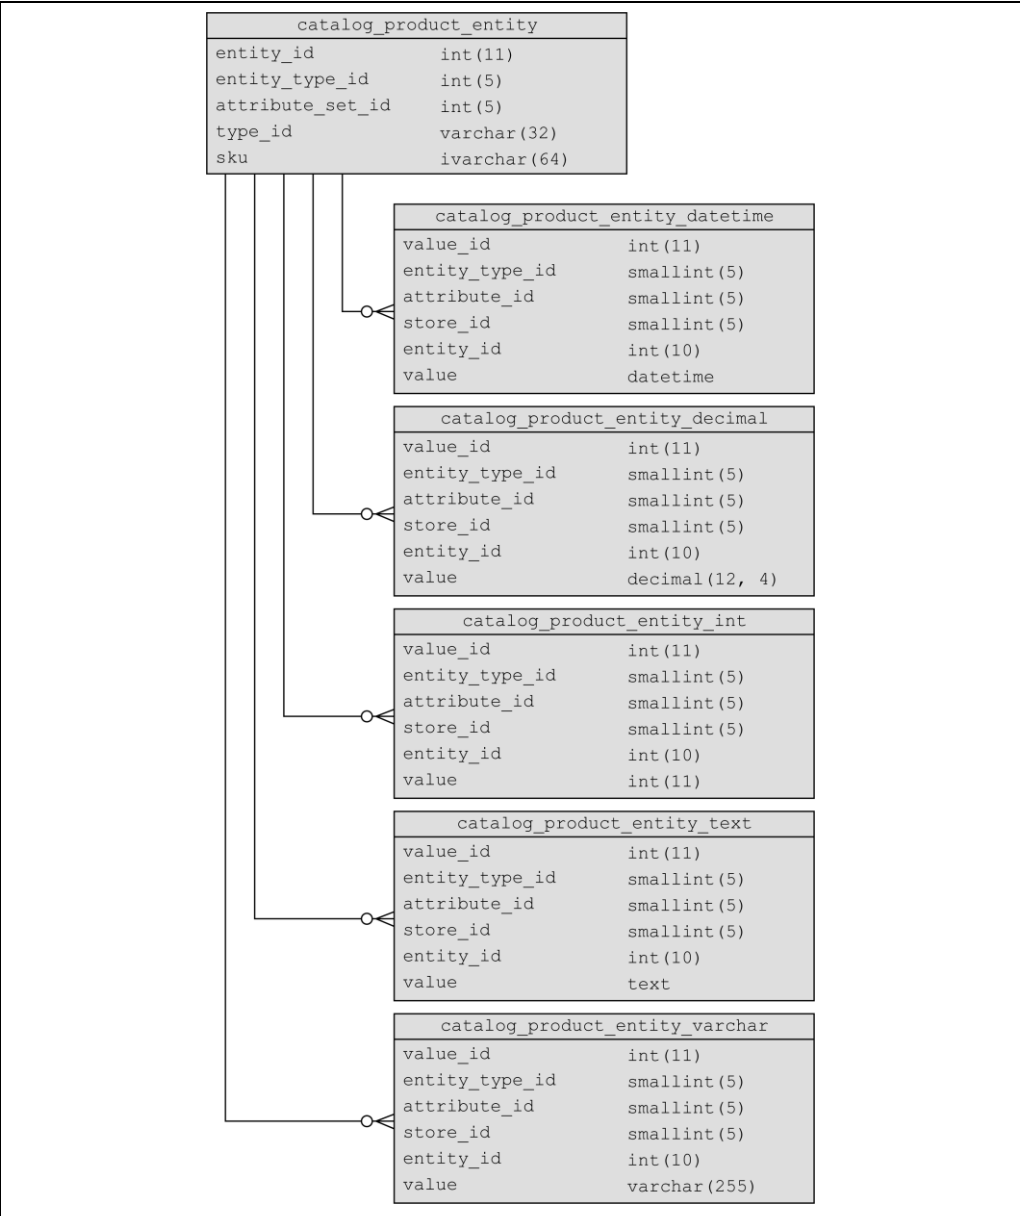 catalog_product_entity
entity_id int(11)
entity_type_id int(5)
attribute_set_id int(5)
type_id varchar(32)
sku ivarchar(64)
catalog_product_entity_datetime
value_id int(11)
entity_type_id smallint(5)
attribute_id smallint(5)
store_id smallint(5)
entity_id int(10)
value datetime
catalog_product_entity_decimal
value_id int(11)
entity_type_id smallint(5)
attribute_id smallint(5)
store_id smallint(5)
entity_id int(10)
value decimal(12, 4)
catalog_product_entity_int
value_id int(11)
entity_type_id smallint(5)
attribute_id smallint(5)
store_id smallint(5)
entity_id int(10)
value int(11)
catalog_product_entity_text
value_id int(11)
entity_type_id smallint(5)
attribute_id smallint(5)
store_id smallint(5)
entity_id int(10)
value text
catalog_product_entity_varchar
value_id int(11)
entity_type_id smallint(5)
attribute_id smallint(5)
store_id smallint(5)
entity_id int(10)
value varchar(255)